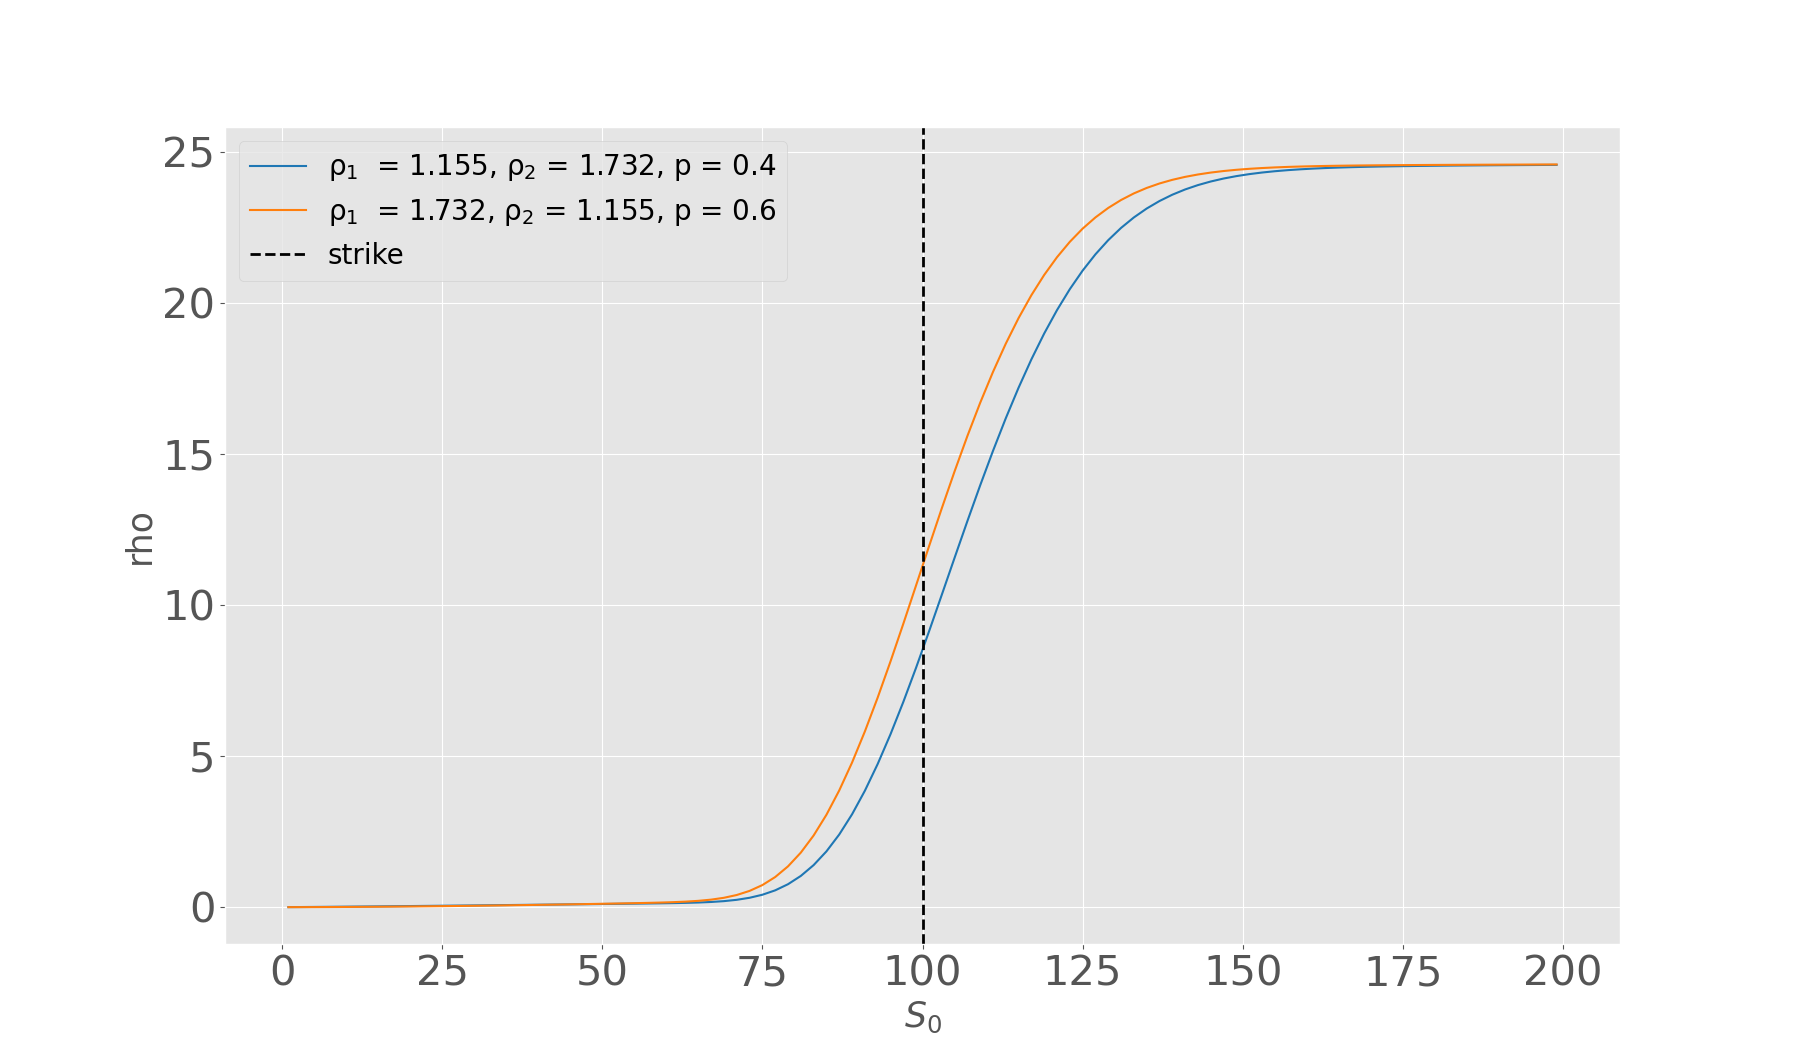 ρ₁ = 1.155, ρ₂ = 1.732, p = 0.4
ρ₁ = 1.732, ρ₂ = 1.155, p = 0.6
strike
25
20
15
10
5
0
rho
0 25 50 75 100 125 150 175 200
S₀